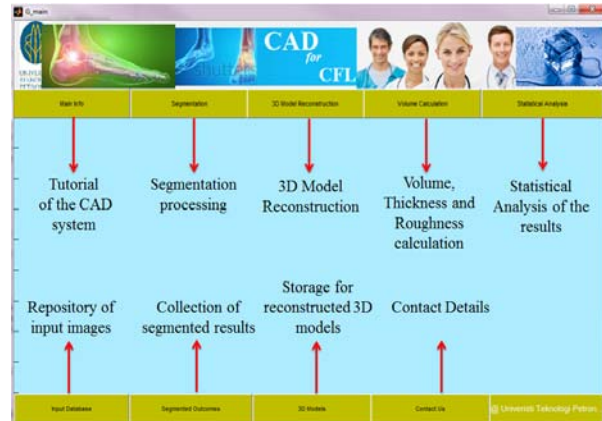 G_main
CAD
for
CFL
Main Info
Segmentation
3D Model Reconstruction
Volume Calculation
Statistical Analysis
Tutorial
of the CAD
system
Segmentation
processing
3D Model
Reconstruction
Volume,
Thickness and
Roughness
calculation
Statistical
Analysis of the
results
Repository of
input images
Collection of
segmented results
Storage for
reconstructed 3D
models
Contact Details
Input Database
Segmented Outcomes
3D Models
Contact Us
@ Universiti Teknologi Petron...